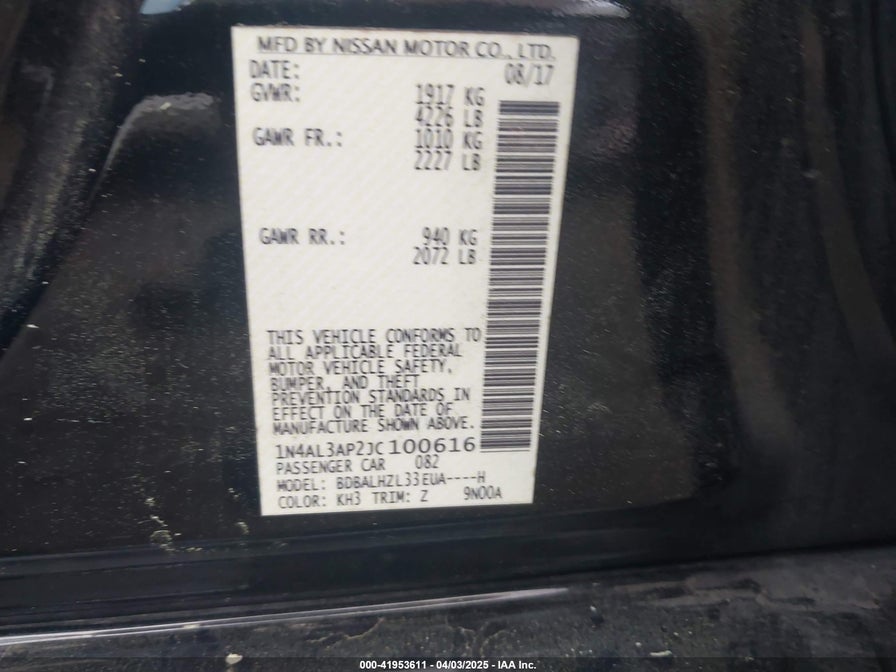 MFD BY NISSAN MOTOR CO., LTD.
DATE: 08/17
GVWR: 1917 KG
4226 LB
GAWR FR.: 1010 KG
2227 LB
GAWR RR.: 940 KG
2072 LB
THIS VEHICLE CONFORMS TO
ALL APPLICABLE FEDERAL
MOTOR VEHICLE SAFETY,
BUMPER, AND THEFT
PREVENTION STANDARDS IN
EFFECT ON THE DATE OF
MANUFACTURE SHOWN ABOVE.
1N4AL3AP2JC100616
PASSENGER CAR 082
MODEL: BDBALHZL33EUA----H
COLOR: KH3 TRIM: Z 9N00A
000-41953611 - 04/03/2025 - IAA Inc.